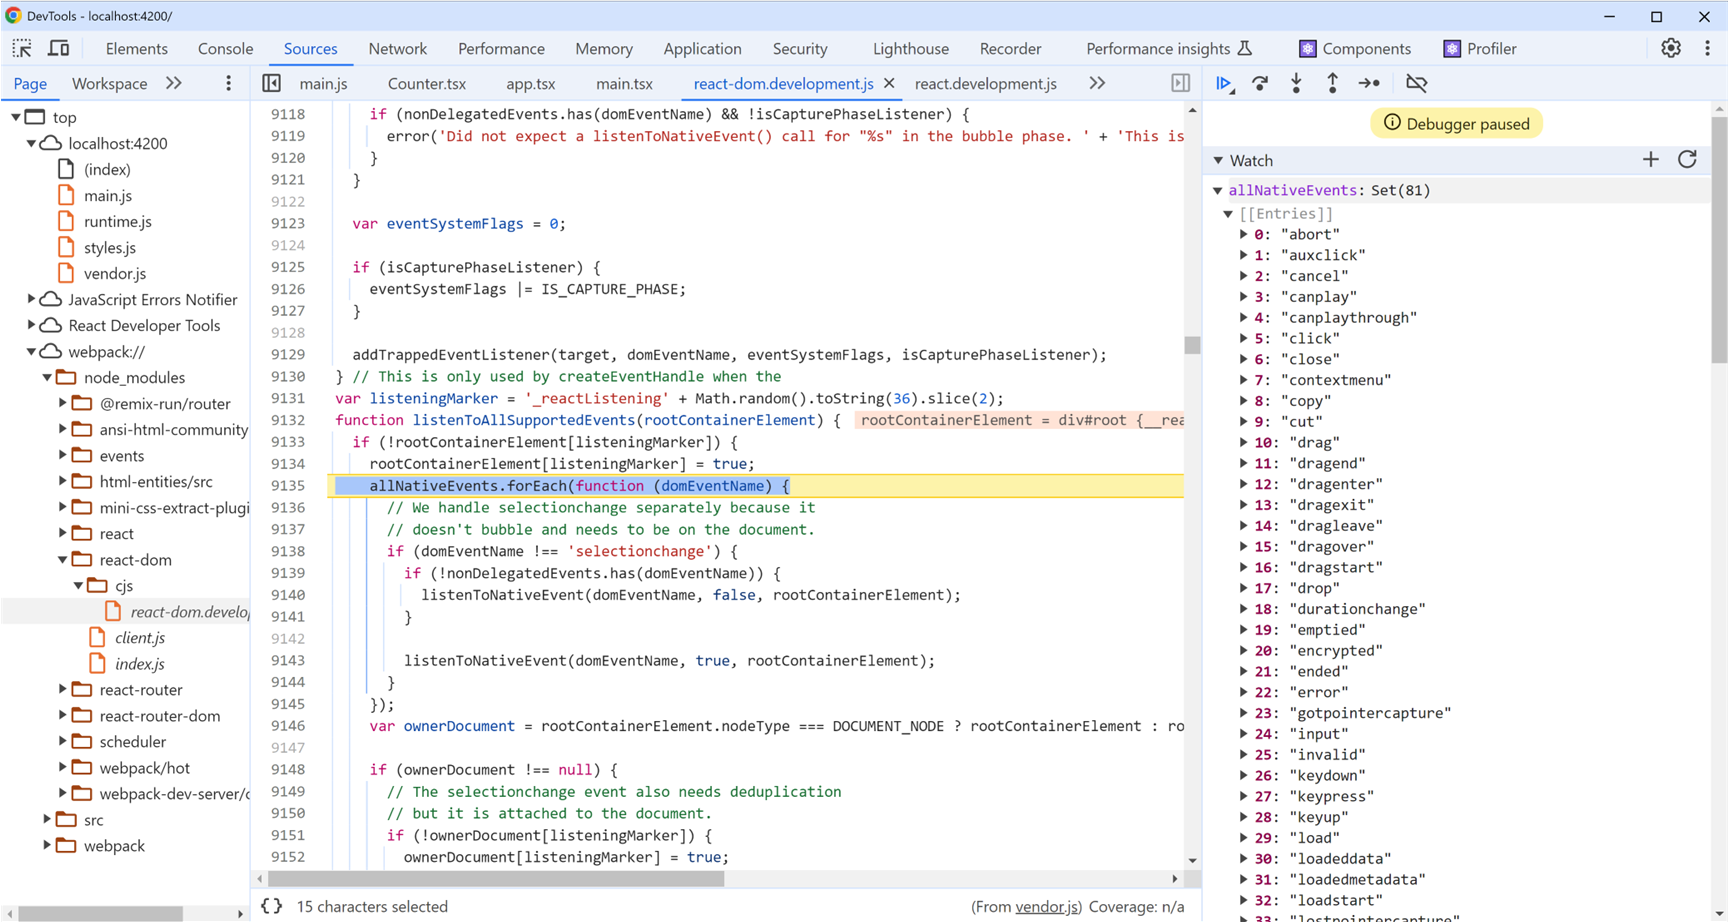 DevTools - localhost:4200/
Elements Console Sources Network Performance Memory Application Security Lighthouse Recorder Performance insights Components Profiler
Page Workspace
main.js Counter.tsx app.tsx main.tsx react-dom.development.js react.development.js
top
localhost:4200
(index)
main.js
runtime.js
styles.js
vendor.js
JavaScript Errors Notifier
React Developer Tools
webpack://
node_modules
@remix-run/router
ansi-html-community
events
html-entities/src
mini-css-extract-plugi
react
react-dom
cjs
react-dom.develop
client.js
index.js
react-router
react-router-dom
scheduler
webpack/hot
webpack-dev-server/c
src
webpack
9118 if (nonDelegatedEvents.has(domEventName) && !isCapturePhaseListener) {
9119 error('Did not expect a listenToNativeEvent() call for "%s" in the bubble phase. ' + 'This is
9120 }
9121 }
9122
9123 var eventSystemFlags = 0;
9124
9125 if (isCapturePhaseListener) {
9126 eventSystemFlags |= IS_CAPTURE_PHASE;
9127 }
9128
9129 addTrappedEventListener(target, domEventName, eventSystemFlags, isCapturePhaseListener);
9130 } // This is only used by createEventHandle when the
9131 var listeningMarker = '_reactListening' + Math.random().toString(36).slice(2);
9132 function listenToAllSupportedEvents(rootContainerElement) { rootContainerElement = div#root {__rea
9133 if (!rootContainerElement[listeningMarker]) {
9134 rootContainerElement[listeningMarker] = true;
9135 allNativeEvents.forEach(function (domEventName) {
9136 // We handle selectionchange separately because it
9137 // doesn't bubble and needs to be on the document.
9138 if (domEventName !== 'selectionchange') {
9139 if (!nonDelegatedEvents.has(domEventName)) {
9140 listenToNativeEvent(domEventName, false, rootContainerElement);
9141 }
9142
9143 listenToNativeEvent(domEventName, true, rootContainerElement);
9144 }
9145 });
9146 var ownerDocument = rootContainerElement.nodeType === DOCUMENT_NODE ? rootContainerElement : ro
9147
9148 if (ownerDocument !== null) {
9149 // The selectionchange event also needs deduplication
9150 // but it is attached to the document.
9151 if (!ownerDocument[listeningMarker]) {
9152 ownerDocument[listeningMarker] = true;
{} 15 characters selected (From vendor.js) Coverage: n/a
Debugger paused
Watch
allNativeEvents: Set(81)
[[Entries]]
0: "abort"
1: "auxclick"
2: "cancel"
3: "canplay"
4: "canplaythrough"
5: "click"
6: "close"
7: "contextmenu"
8: "copy"
9: "cut"
10: "drag"
11: "dragend"
12: "dragenter"
13: "dragexit"
14: "dragleave"
15: "dragover"
16: "dragstart"
17: "drop"
18: "durationchange"
19: "emptied"
20: "encrypted"
21: "ended"
22: "error"
23: "gotpointercapture"
24: "input"
25: "invalid"
26: "keydown"
27: "keypress"
28: "keyup"
29: "load"
30: "loadeddata"
31: "loadedmetadata"
32: "loadstart"
33: "lostpointercapture"